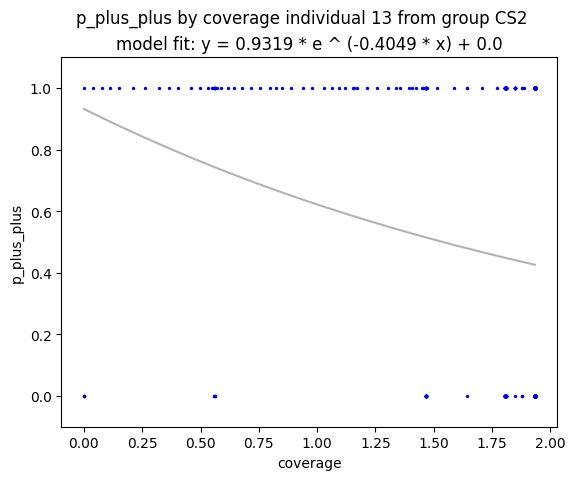 p_plus_plus by coverage individual 13 from group CS2
model fit: y = 0.9319 * e ^ (-0.4049 * x) + 0.0
1.0
0.8
0.6
0.4
0.2
0.0
p_plus_plus
0.00 0.25 0.50 0.75 1.00 1.25 1.50 1.75 2.00
coverage